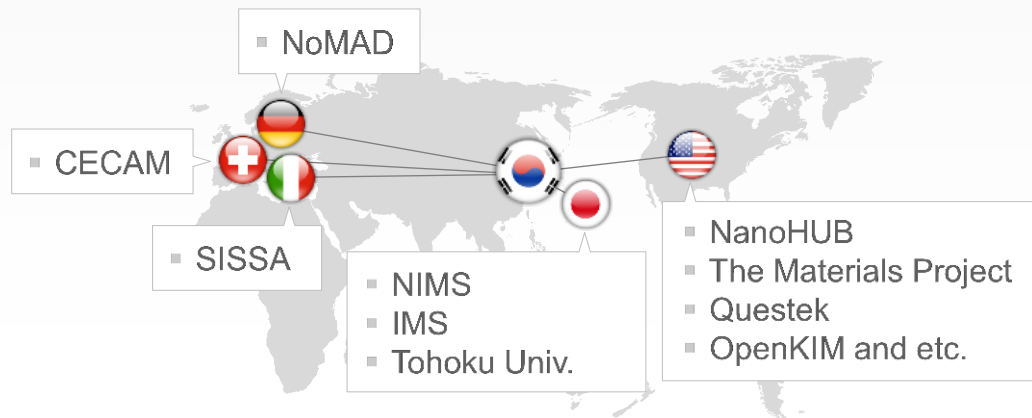 NoMAD
CECAM
SISSA
NIMS
IMS
Tohoku Univ.
NanoHUB
The Materials Project
Questek
OpenKIM and etc.